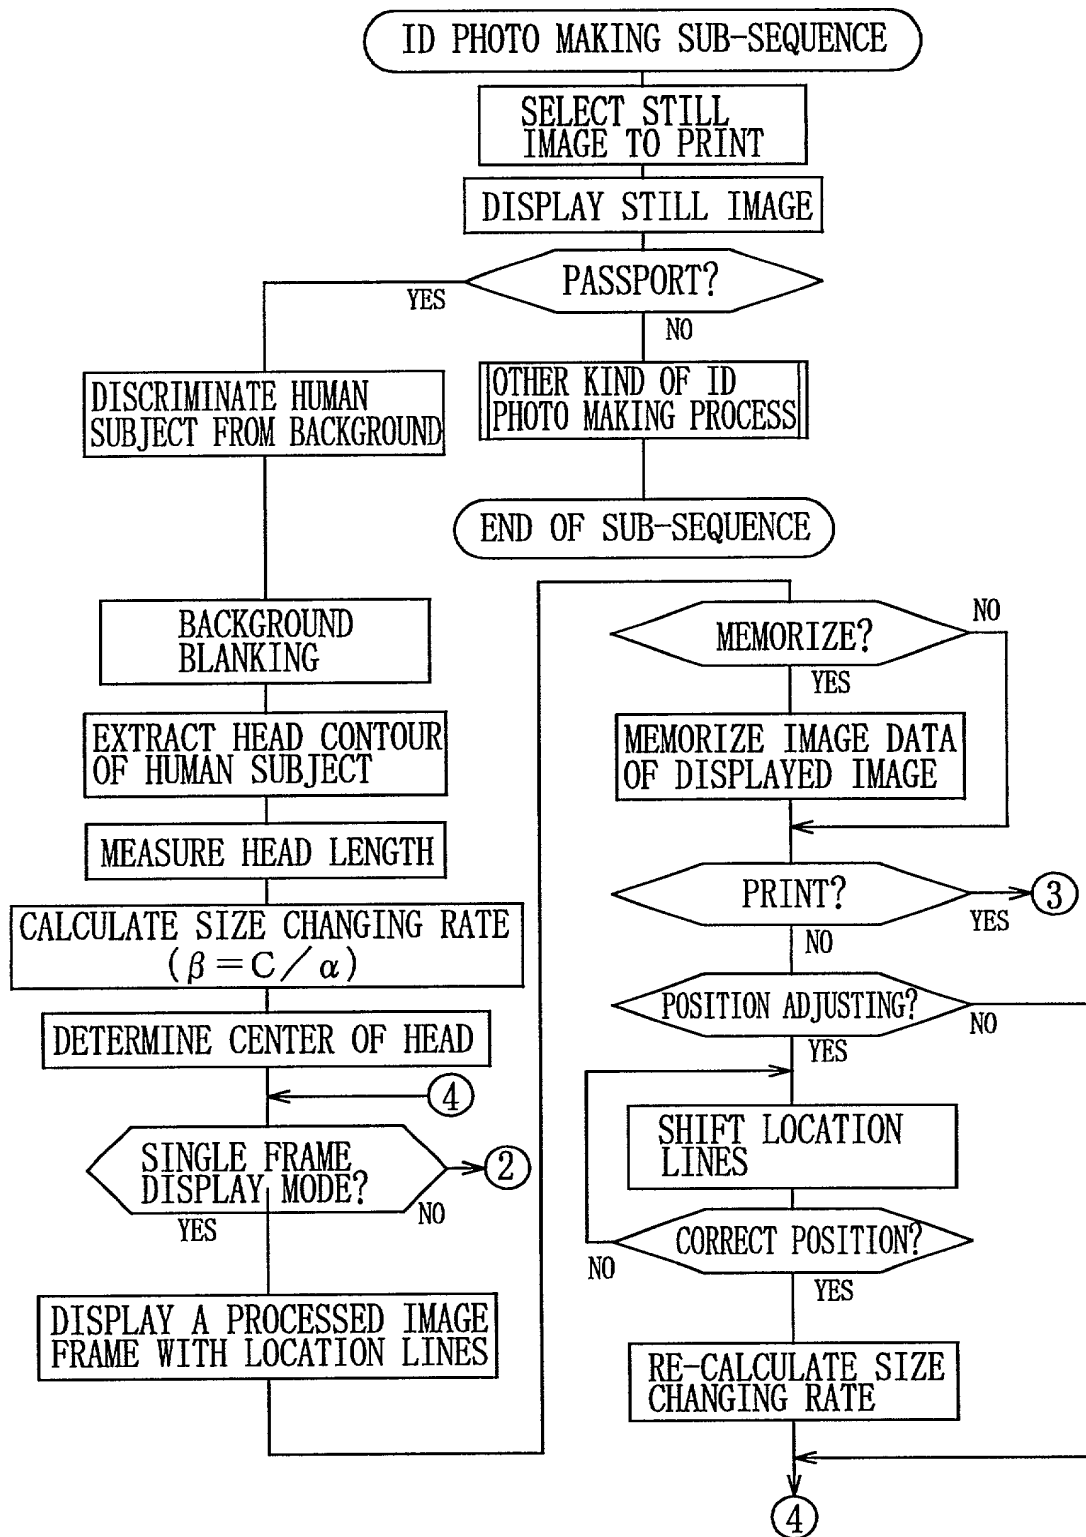 ID PHOTO MAKING SUB-SEQUENCE
SELECT STILL
IMAGE TO PRINT
DISPLAY STILL IMAGE
PASSPORT?
YES
NO
OTHER KIND OF ID
PHOTO MAKING PROCESS
END OF SUB-SEQUENCE
DISCRIMINATE HUMAN
SUBJECT FROM BACKGROUND
BACKGROUND
BLANKING
EXTRACT HEAD CONTOUR
OF HUMAN SUBJECT
MEASURE HEAD LENGTH
CALCULATE SIZE CHANGING RATE
(β=C/α)
DETERMINE CENTER OF HEAD
4
SINGLE FRAME
DISPLAY MODE?
2
YES
NO
DISPLAY A PROCESSED IMAGE
FRAME WITH LOCATION LINES
MEMORIZE?
NO
YES
MEMORIZE IMAGE DATA
OF DISPLAYED IMAGE
PRINT?
3
YES
NO
POSITION ADJUSTING?
NO
YES
SHIFT LOCATION
LINES
CORRECT POSITION?
NO
YES
RE-CALCULATE SIZE
CHANGING RATE
4